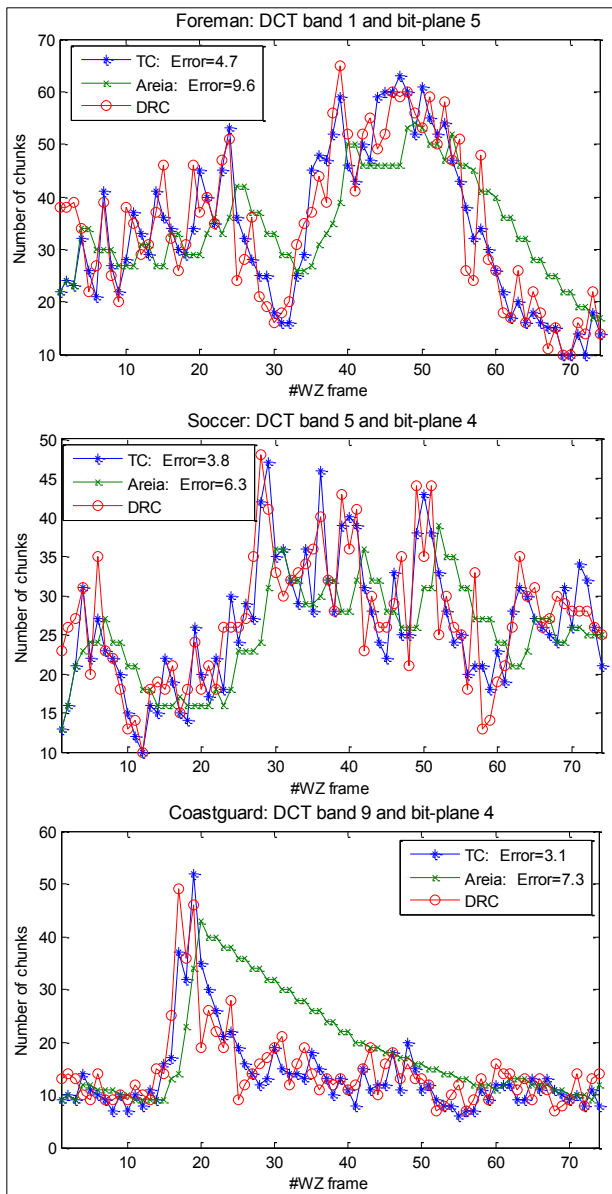 Foreman: DCT band 1 and bit-plane 5
70
60
50
40
30
20
10
Number of chunks
TC: Error=4.7
Areia: Error=9.6
DRC
10 20 30 40 50 60 70
#WZ frame
Soccer: DCT band 5 and bit-plane 4
50
45
40
35
30
25
20
15
10
Number of chunks
TC: Error=3.8
Areia: Error=6.3
DRC
10 20 30 40 50 60 70
#WZ frame
Coastguard: DCT band 9 and bit-plane 4
60
50
40
30
20
10
0
Number of chunks
TC: Error=3.1
Areia: Error=7.3
DRC
10 20 30 40 50 60 70
#WZ frame